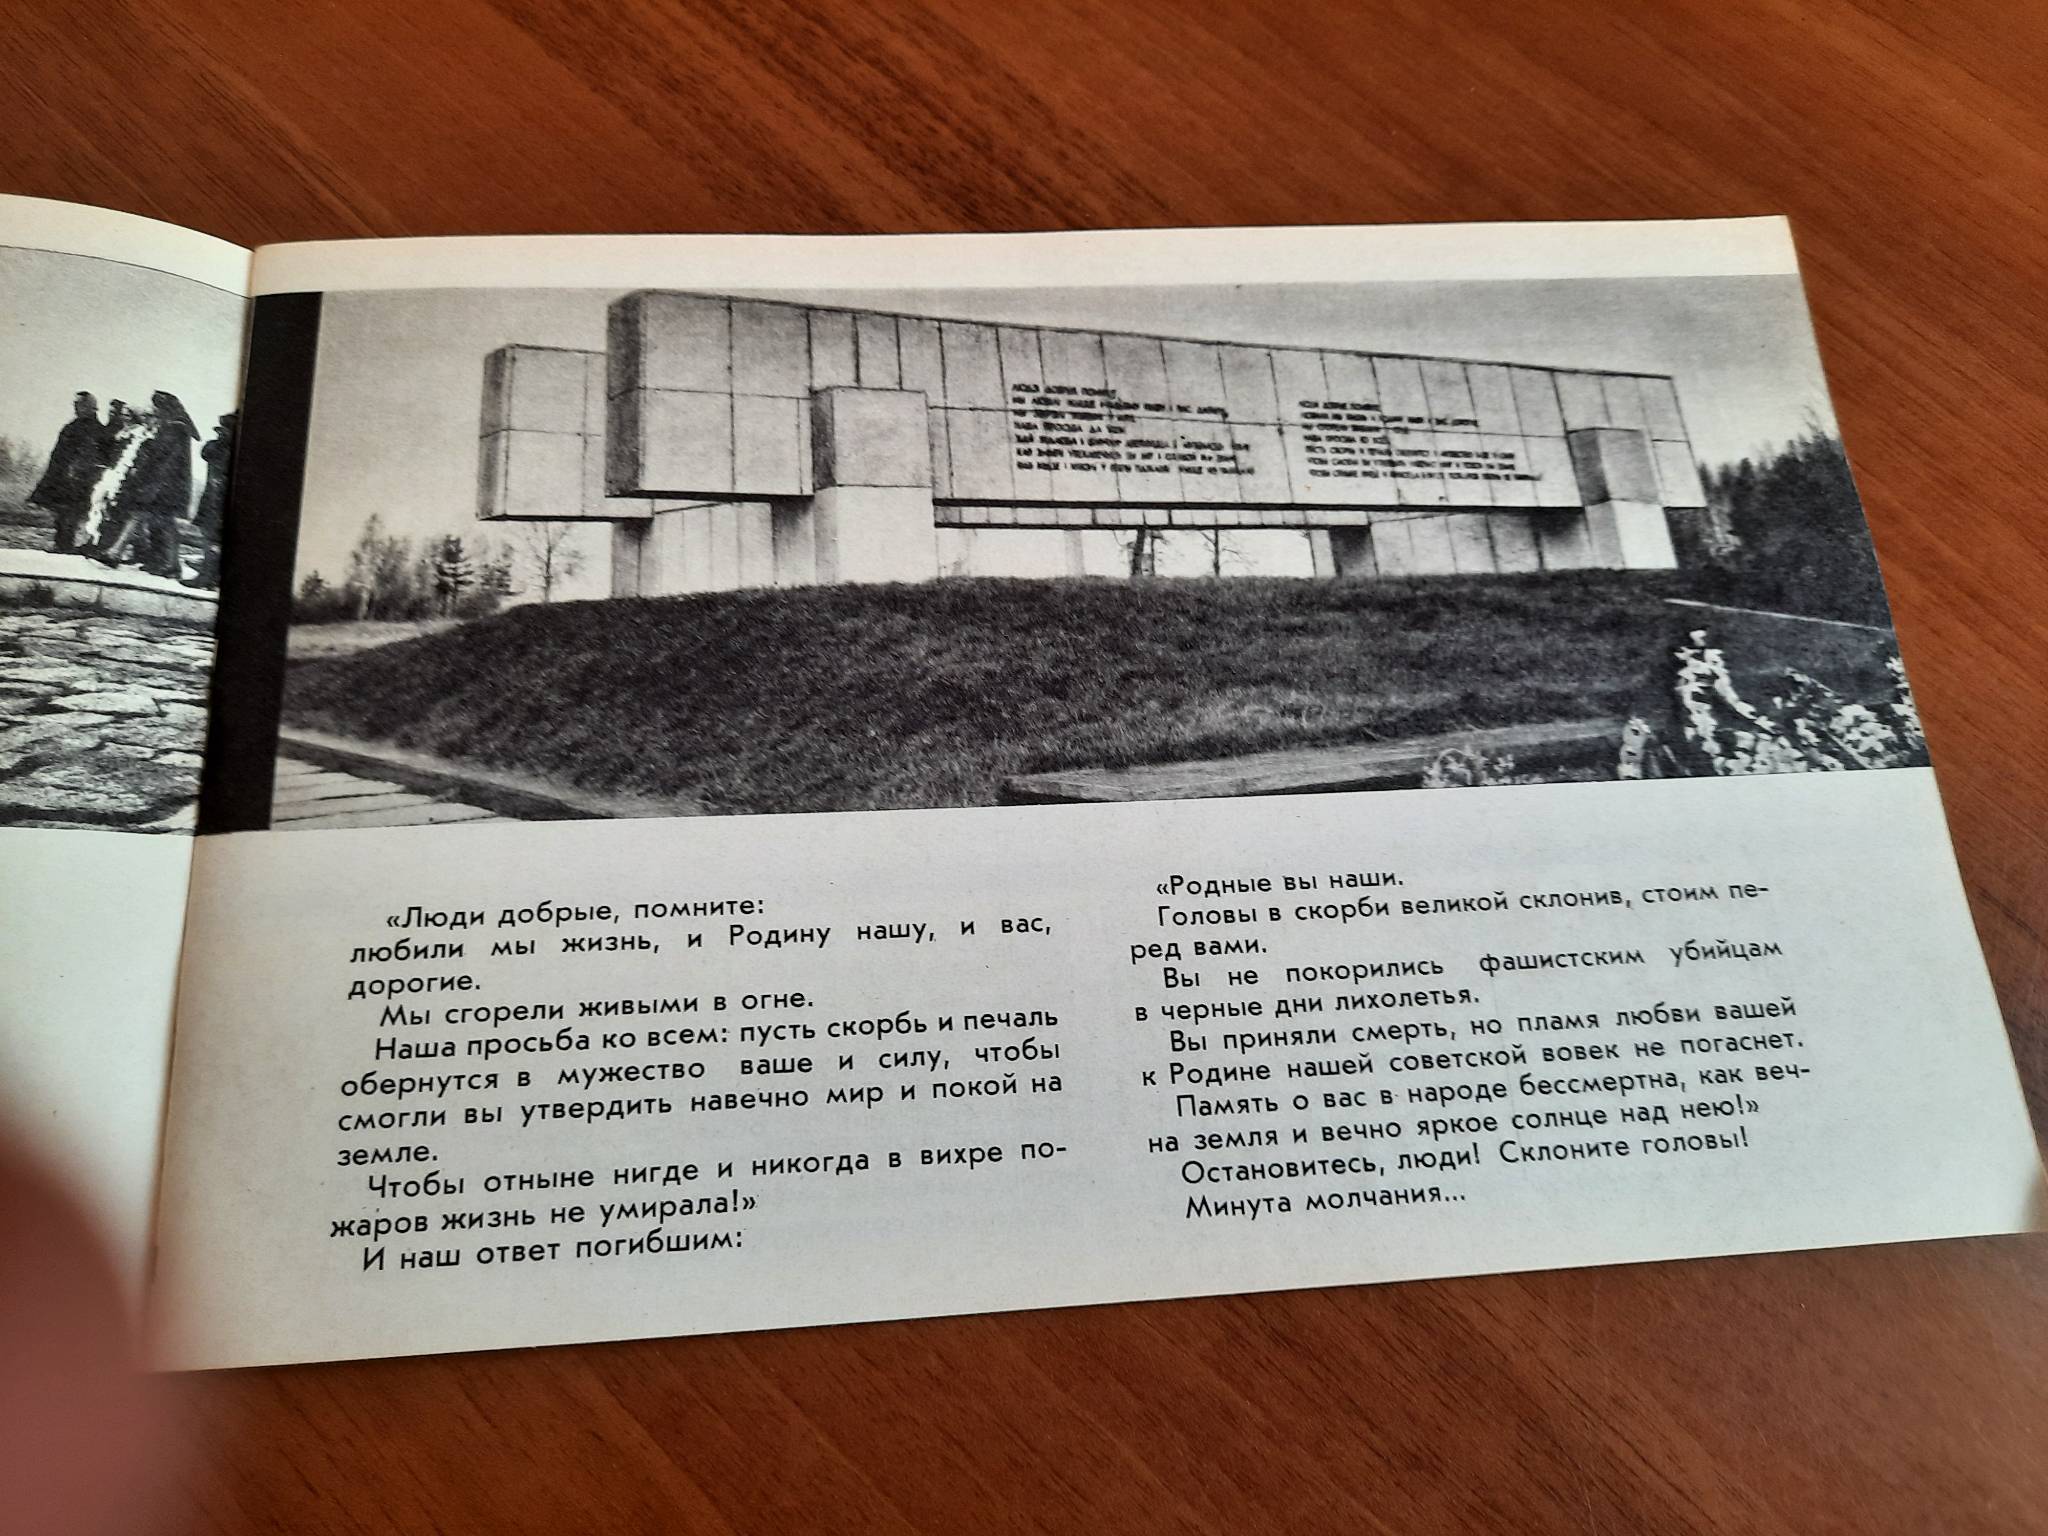 «Люди добрые, помните:
любили мы жизнь, и Родину нашу, и вас,
дорогие.
Мы сгорели живыми в огне.
Наша просьба ко всем: пусть скорбь и печаль
обернутся в мужество ваше и силу, чтобы
смогли вы утвердить навечно мир и покой на
земле.
Чтобы отныне нигде и никогда в вихре по-
жаров жизнь не умирала!»
И наш ответ погибшим:
«Родные вы наши.
Головы в скорби великой склонив, стоим пе-
ред вами.
Вы не покорились фашистским убийцам
в черные дни лихолетья.
Вы приняли смерть, но пламя любви вашей
к Родине нашей советской вовек не погаснет.
Память о вас в народе бессмертна, как веч-
на земля и вечно яркое солнце над нею!»
Остановитесь, люди! Склоните головы!
Минута молчания...